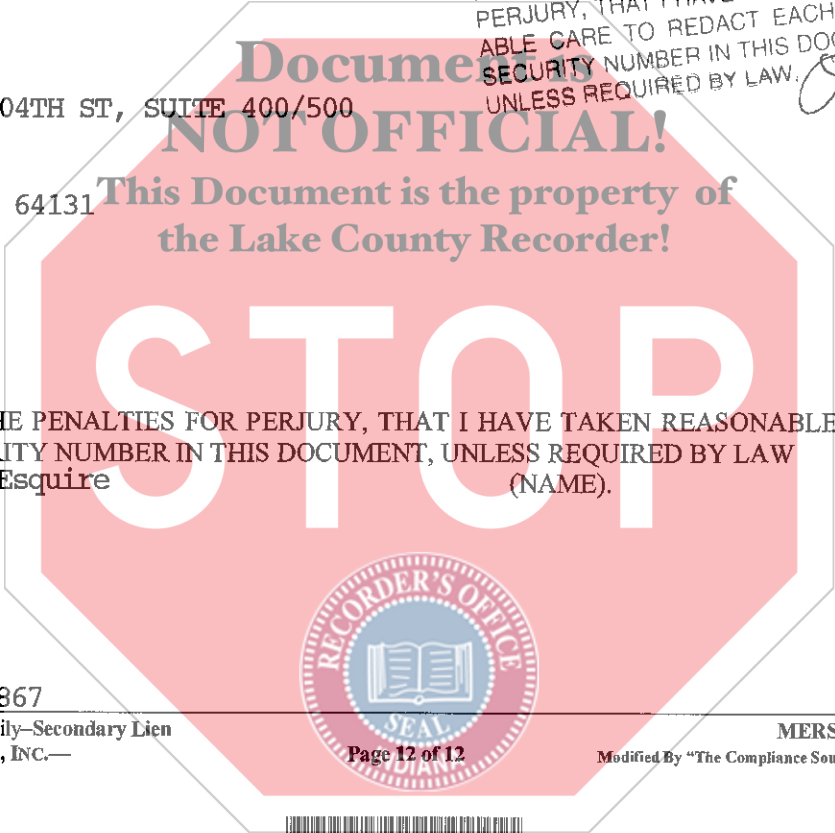 PERJURY, THAT I HAVE
ABLE CARE TO REDACT EACH
SECURITY NUMBER IN THIS DOC
UNLESS REQUIRED BY LAW.
Document is
04TH ST, SUITE 400/500
NOT OFFICIAL!
64131
This Document is the property of
the Lake County Recorder!
STOP
HE PENALTIES FOR PERJURY, THAT I HAVE TAKEN REASONABLE
RITY NUMBER IN THIS DOCUMENT, UNLESS REQUIRED BY LAW
Esquire (NAME).
RECORDER'S OFFICE
SEAL
INDIANA
867
ily–Secondary Lien MERS
, INC.— Page 12 of 12 Modified By “The Compliance Sou